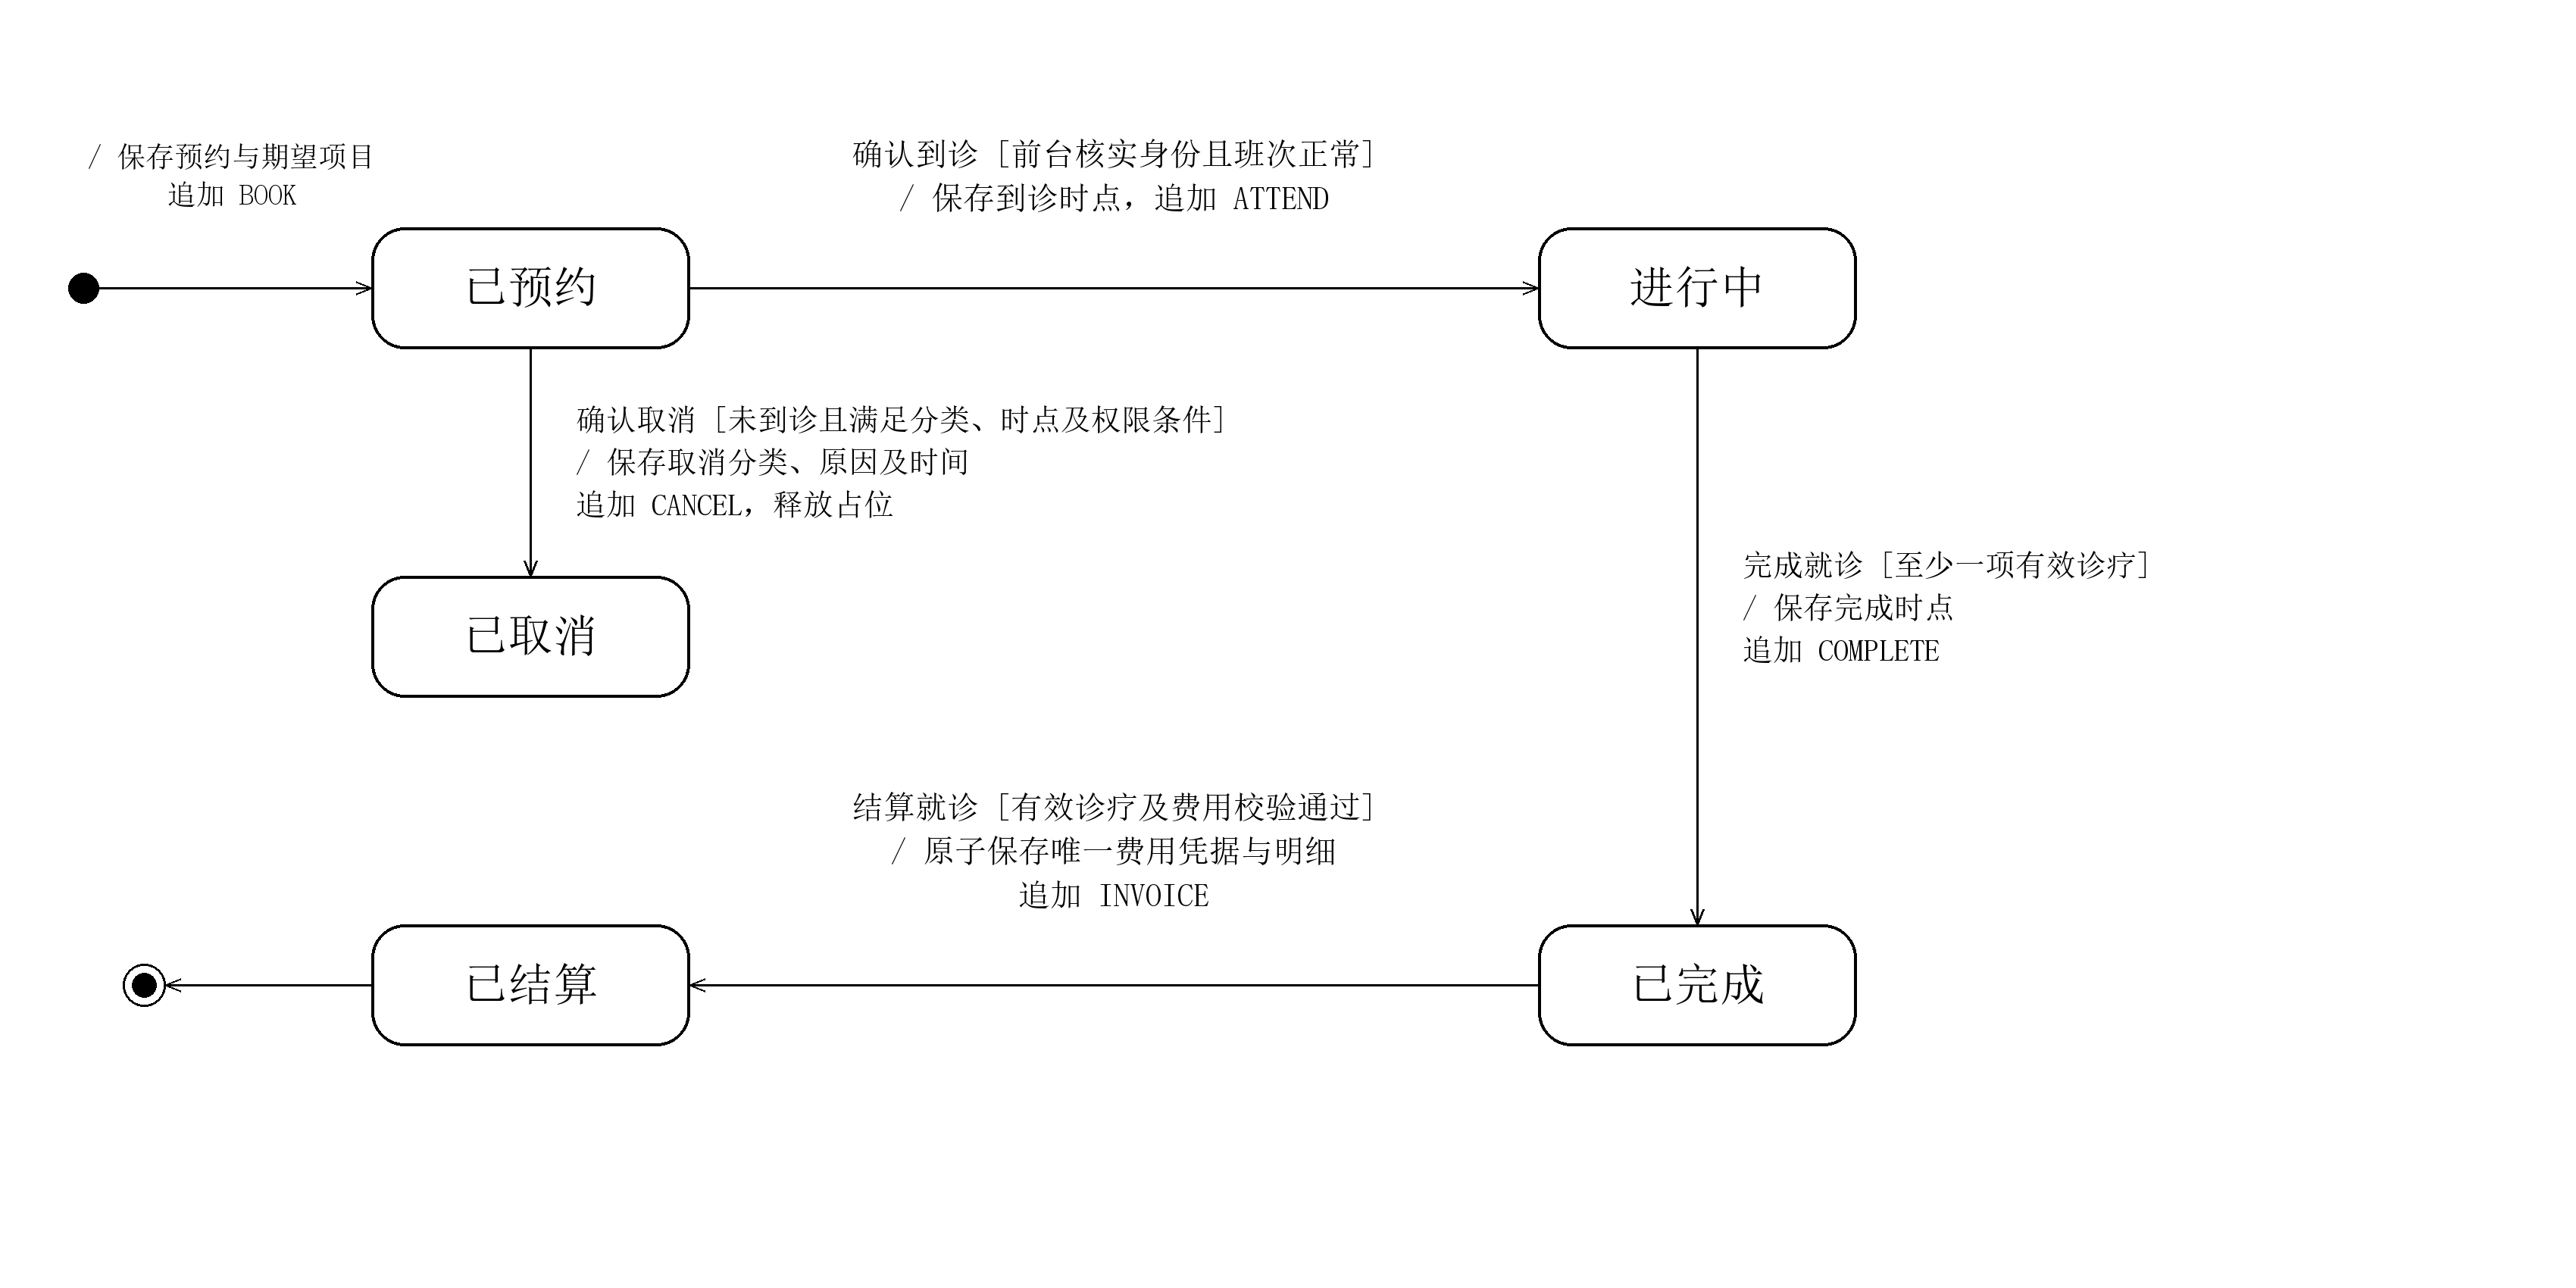 / 保存预约与期望项目
追加 BOOK
确认到诊 [前台核实身份且班次正常]
/ 保存到诊时点，追加 ATTEND
已预约
进行中
确认取消 [未到诊且满足分类、时点及权限条件]
/ 保存取消分类、原因及时间
追加 CANCEL，释放占位
已取消
完成就诊 [至少一项有效诊疗]
/ 保存完成时点
追加 COMPLETE
结算就诊 [有效诊疗及费用校验通过]
/ 原子保存唯一费用凭据与明细
追加 INVOICE
已结算
已完成